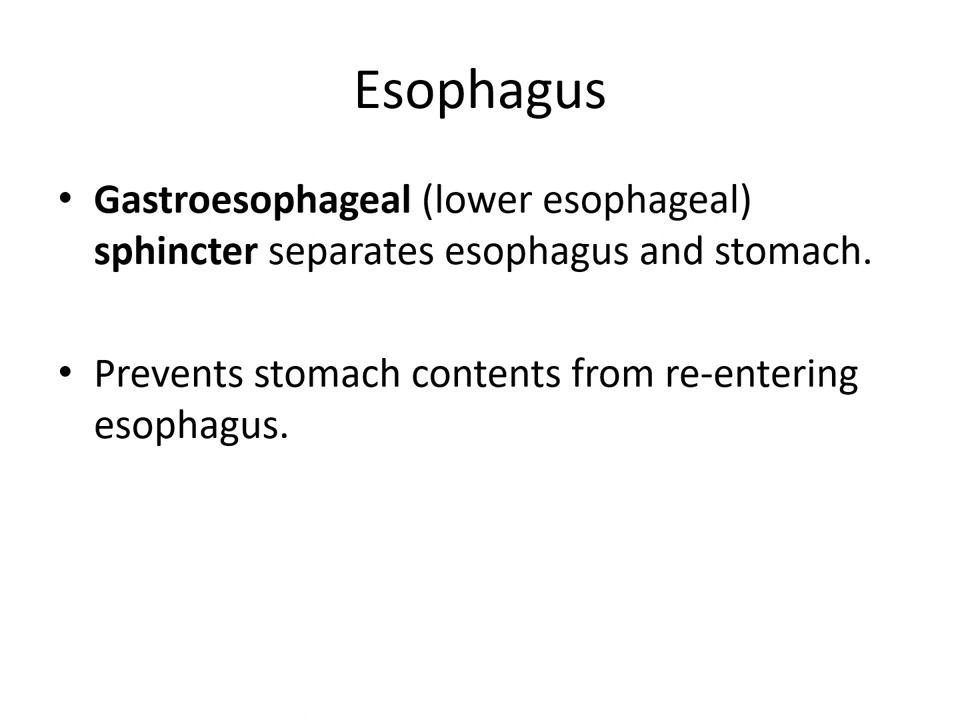 Esophagus
• Gastroesophageal (lower esophageal)
sphincter separates esophagus and stomach.
• Prevents stomach contents from re-entering
esophagus.